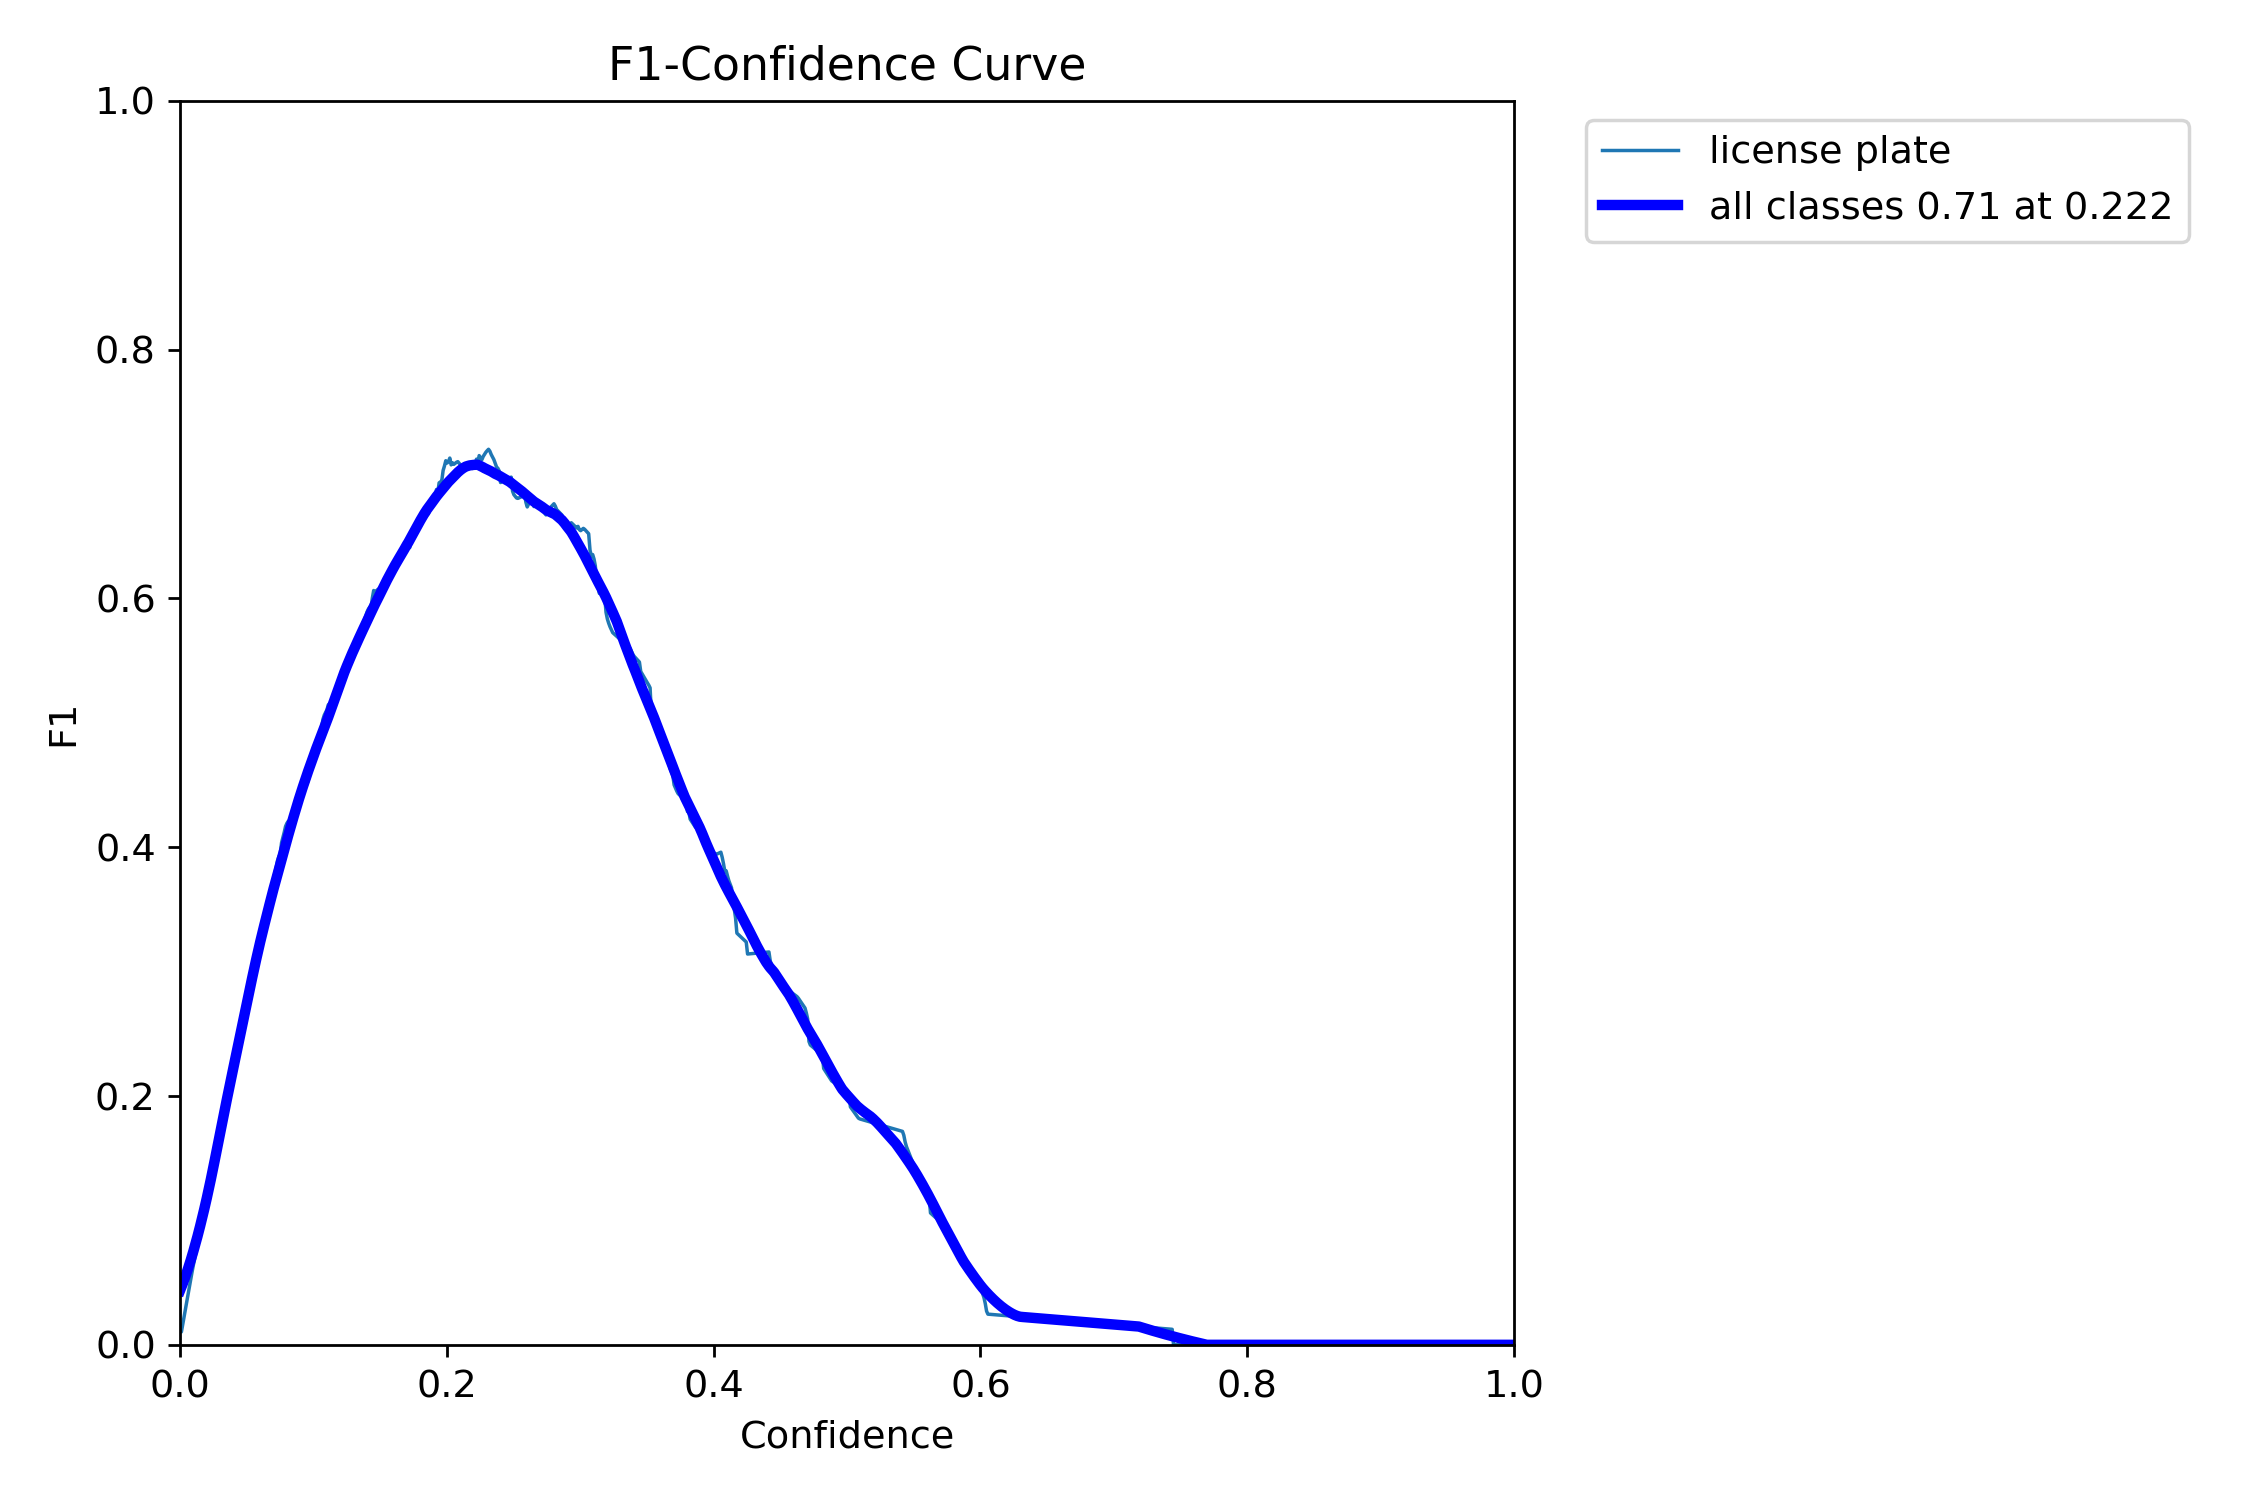 F1-Confidence Curve
1.0
0.8
0.6
0.4
0.2
0.0
F1
0.0 0.2 0.4 0.6 0.8 1.0
Confidence
license plate
all classes 0.71 at 0.222